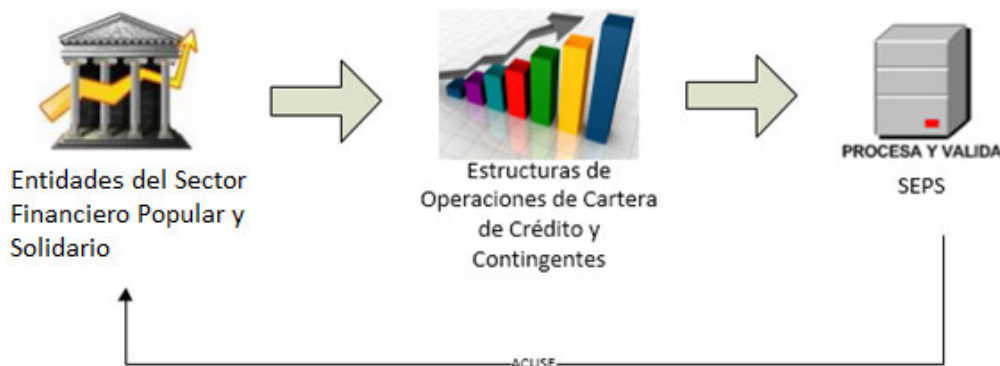 Entidades del Sector
Financiero Popular y
Solidario
Estructuras de
Operaciones de Cartera
de Crédito y
Contingentes
PROCESA Y VALIDA
SEPS
ACUSE